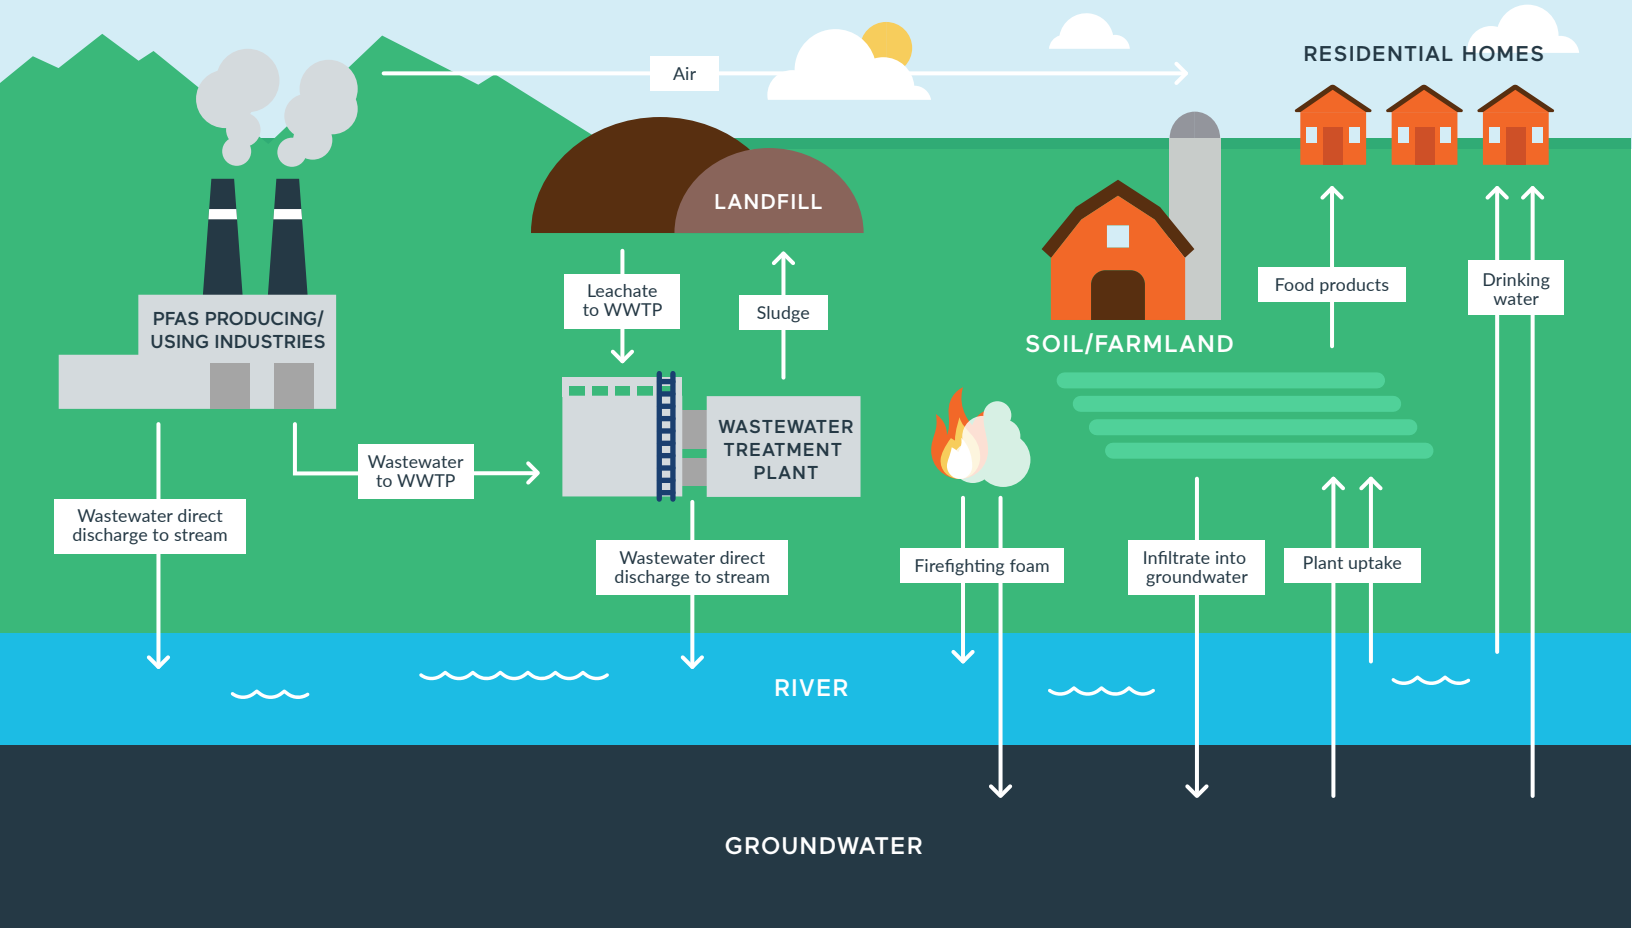 RESIDENTIAL HOMES
Air
LANDFILL
Leachate
to WWTP
Sludge
Food products
Drinking
water
PFAS PRODUCING/
USING INDUSTRIES
SOIL/FARMLAND
WASTEWATER
TREATMENT
PLANT
Wastewater
to WWTP
Wastewater direct
discharge to stream
Wastewater direct
discharge to stream
Firefighting foam
Infiltrate into
groundwater
Plant uptake
RIVER
GROUNDWATER